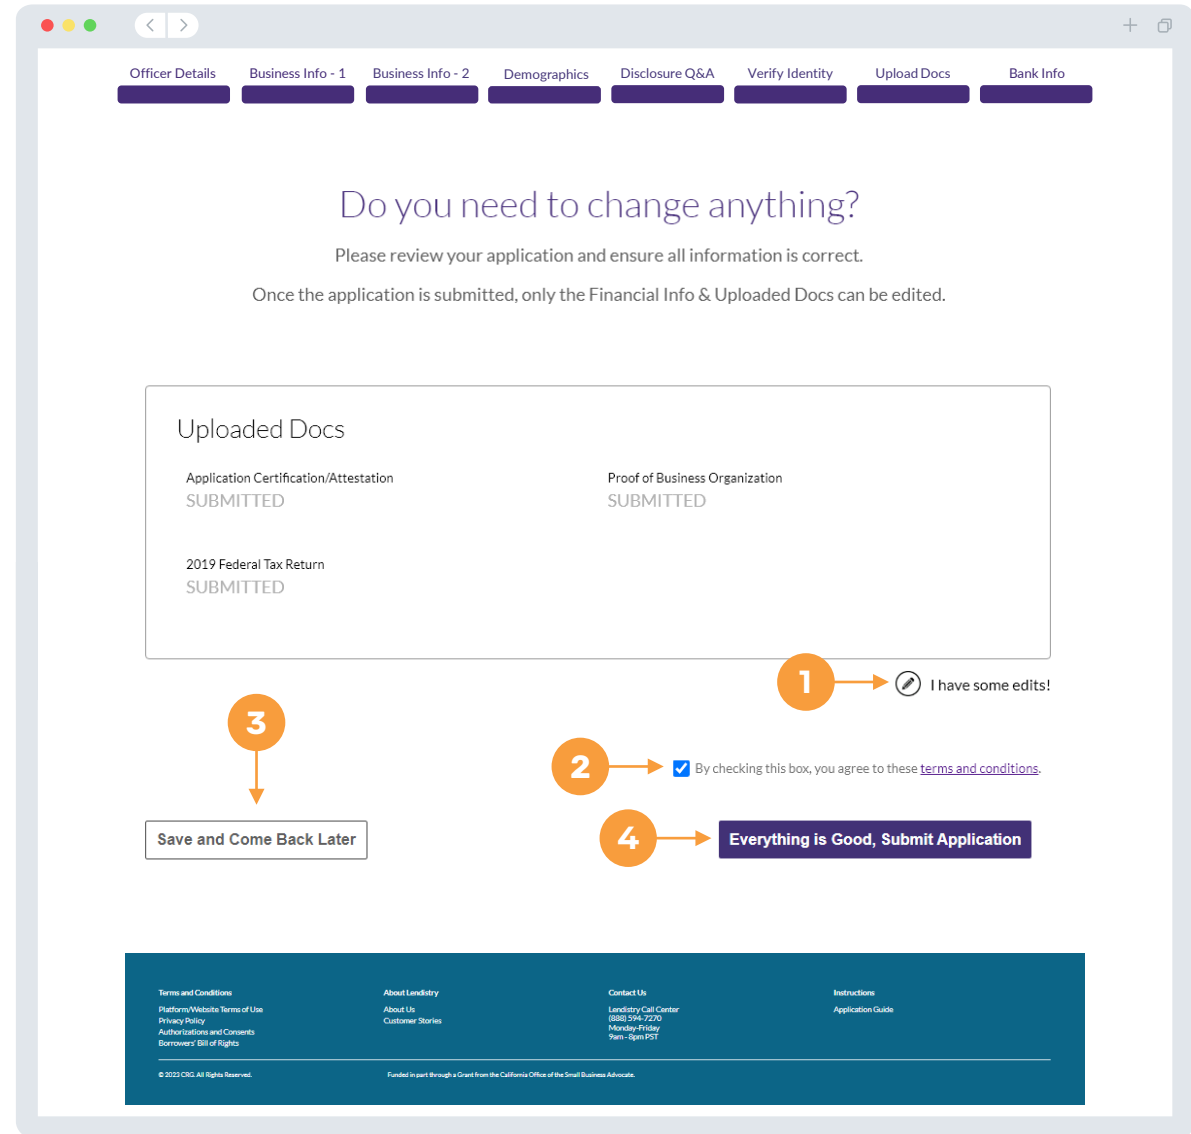 Officer Details
Business Info - 1
Business Info - 2
Demographics
Disclosure Q&A
Verify Identity
Upload Docs
Bank Info
Do you need to change anything?
Please review your application and ensure all information is correct.
Once the application is submitted, only the Financial Info & Uploaded Docs can be edited.
Uploaded Docs
Application Certification/Attestation
SUBMITTED
Proof of Business Organization
SUBMITTED
2019 Federal Tax Return
SUBMITTED
1
I have some edits!
3
2
By checking this box, you agree to these terms and conditions.
Save and Come Back Later
4
Everything is Good, Submit Application
Terms and Conditions
Platform/Website Terms of Use
Privacy Policy
Authorizations and Consents
Borrowers' Bill of Rights
About Lendistry
About Us
Customer Stories
Contact Us
Lendistry Call Center
(888) 594-7270
Monday-Friday
9am - 8pm PST
Instructions
Application Guide
© 2023 CRG. All Rights Reserved.
Funded in part through a Grant from the California Office of the Small Business Advocate.